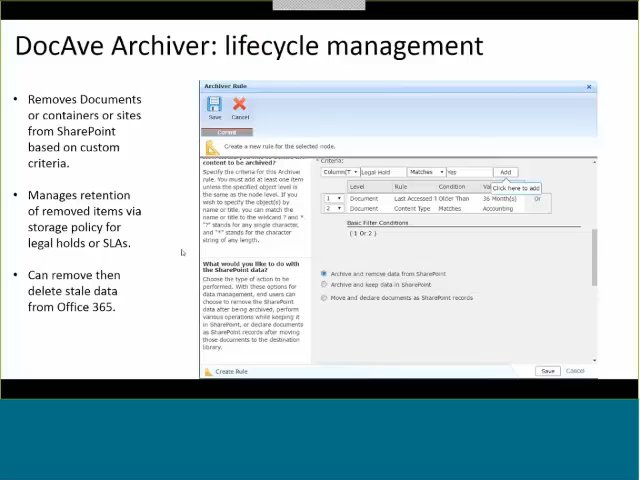 DocAve Archiver: lifecycle management
• Removes Documents
or containers or sites
from SharePoint
based on custom
criteria.
• Manages retention
of removed items via
storage policy for
legal holds or SLAs.
• Can remove then
delete stale data
from Office 365.
Archiver Rule
Save Cancel
Commit
Create a new rule for the selected node.
content to be archived?
Specify the criteria for this Archiver
rule. You must add at least one item
unless the specified object level is
the same as the node level. If you
wish to specify the object(s) by
name or title, you can match the
name or title to the wildcard ? and *.
"?" stands for any single character,
and "*" stands for the character
string of any length.
What would you like to do with
the SharePoint data?
Choose the type of action to be
performed. With these options for
data management, end users can
choose to remove the SharePoint
data after being archived, perform
various operations while keeping it
in SharePoint, or declare documents
as SharePoint records after moving
those documents to the destination
library.
* Criteria:
Column(T Legal Hold Matches Yes Add
Click here to add
Level Rule Condition Va
1 Document Last Accessed T Older Than 36 Month(s) Or
2 Document Content Type Matches Accounting
Basic Filter Conditions
( 1 Or 2 )
Archive and remove data from SharePoint
Archive and keep data in SharePoint
Move and declare documents as SharePoint records
Create Rule
Save Cancel